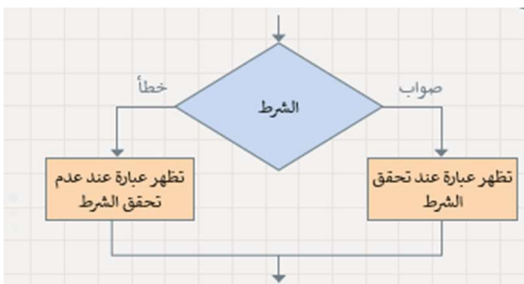 صواب
خطأ
الشرط
تظهر عبارة عند تحقق
الشرط
تظهر عبارة عند عدم
تحقق الشرط